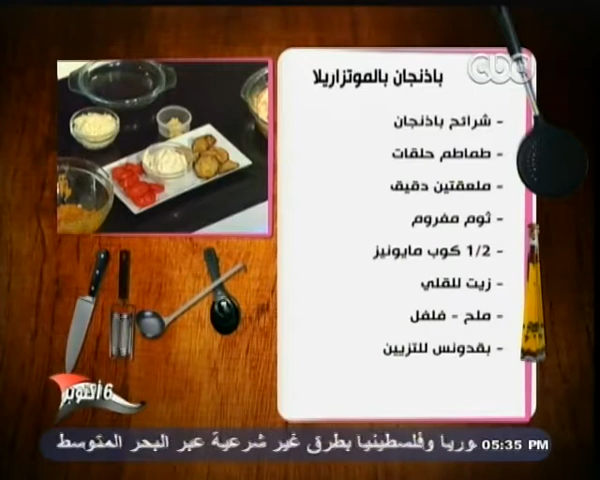 باذنجان بالموتزاريلا
cbc
- شرائح باذنجان
- طماطم حلقات
- ملعقتين دقيق
- ثوم مفروم
- 1/2 كوب مايونيز
- زيت للقلي
- ملح - فلفل
- بقدونس للتزيين
6 أكتوبر
وريا وفلسطينيا بطرق غير شرعية عبر البحر المتوسط
05:35 PM